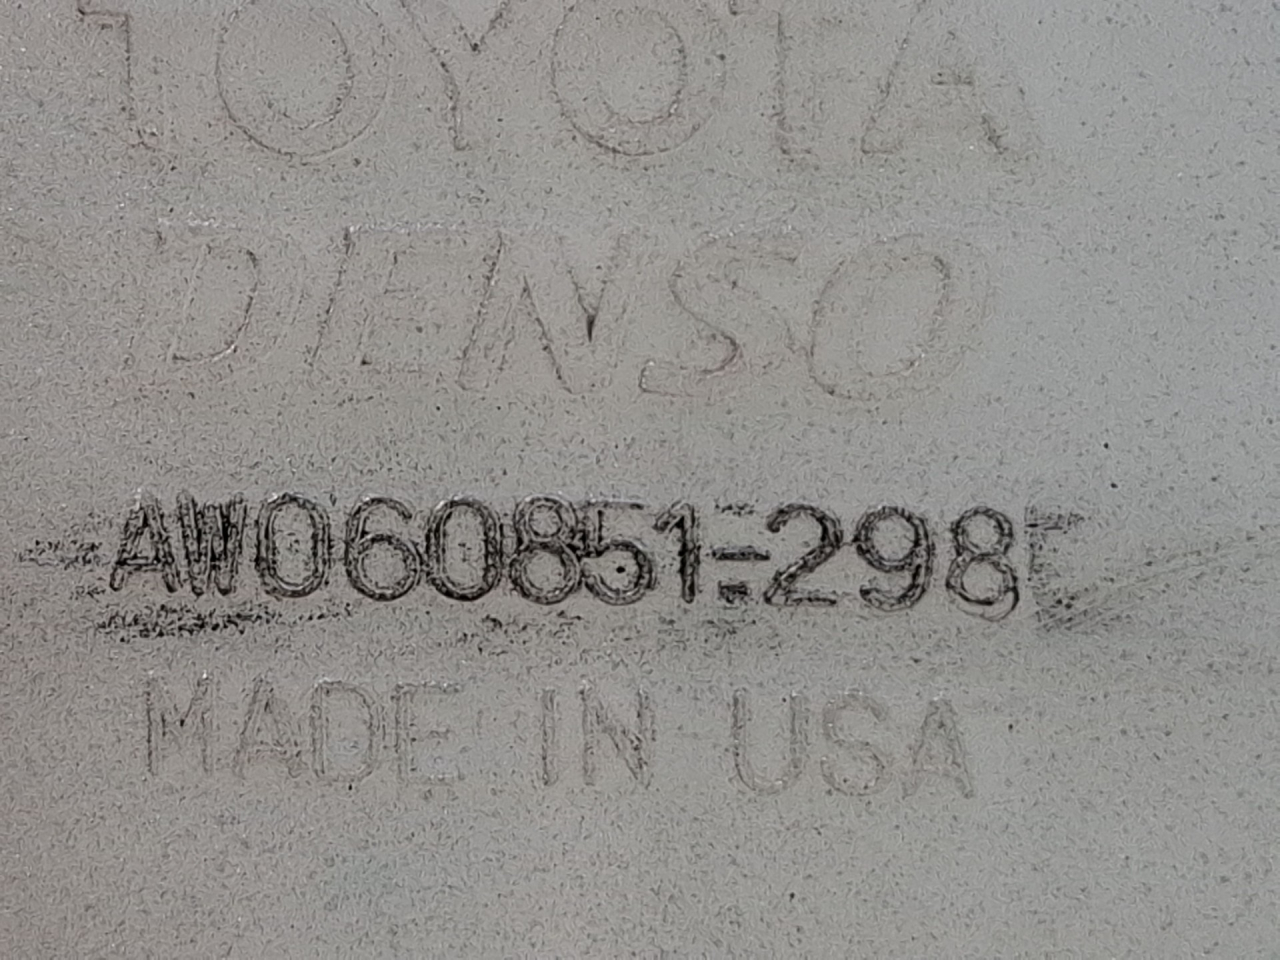 TOYOTA
DENSO
AW060851-298
MADE IN USA